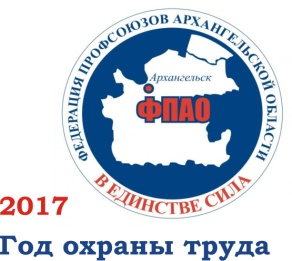 ФЕДЕРАЦИЯ ПРОФСОЮЗОВ АРХАНГЕЛЬСКОЙ ОБЛАСТИ
Архангельск
ФПАО
В ЕДИНСТВЕ СИЛА
2017
Год охраны труда